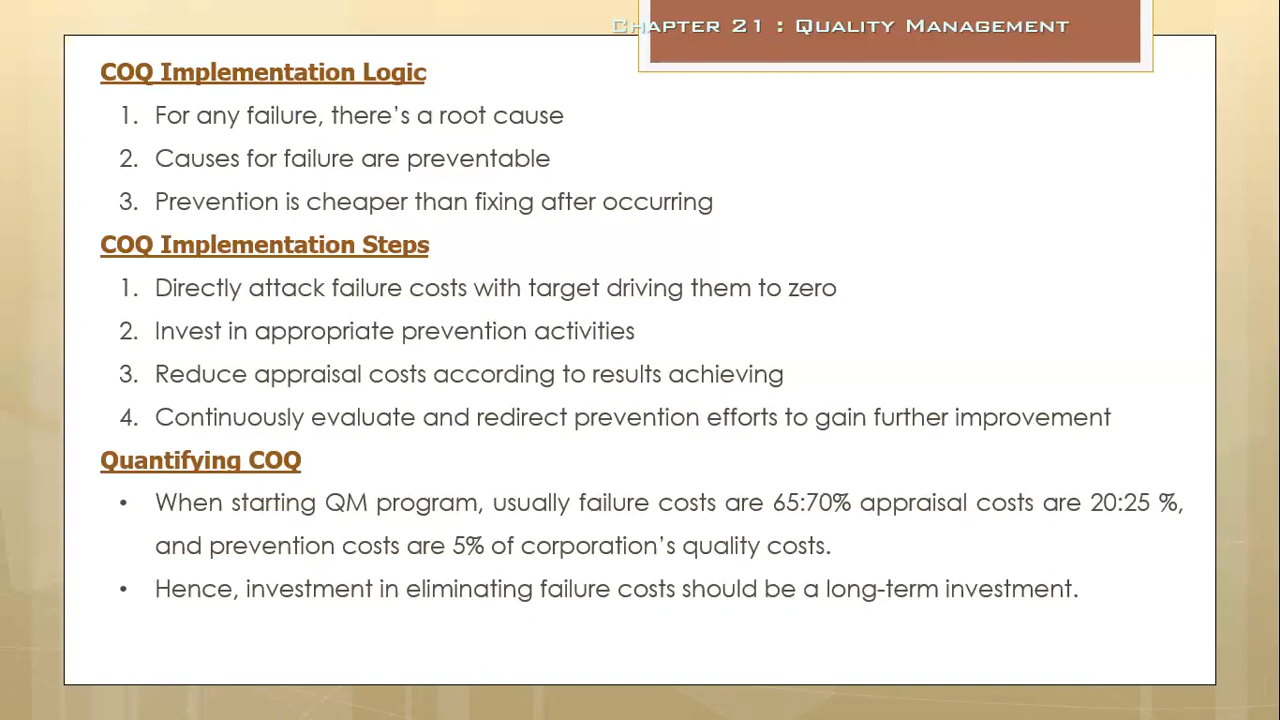 Chapter 21 : Quality Management
COQ Implementation Logic
1. For any failure, there's a root cause
2. Causes for failure are preventable
3. Prevention is cheaper than fixing after occurring
COQ Implementation Steps
1. Directly attack failure costs with target driving them to zero
2. Invest in appropriate prevention activities
3. Reduce appraisal costs according to results achieving
4. Continuously evaluate and redirect prevention efforts to gain further improvement
Quantifying COQ
• When starting QM program, usually failure costs are 65:70% appraisal costs are 20:25 %,
and prevention costs are 5% of corporation's quality costs.
• Hence, investment in eliminating failure costs should be a long-term investment.